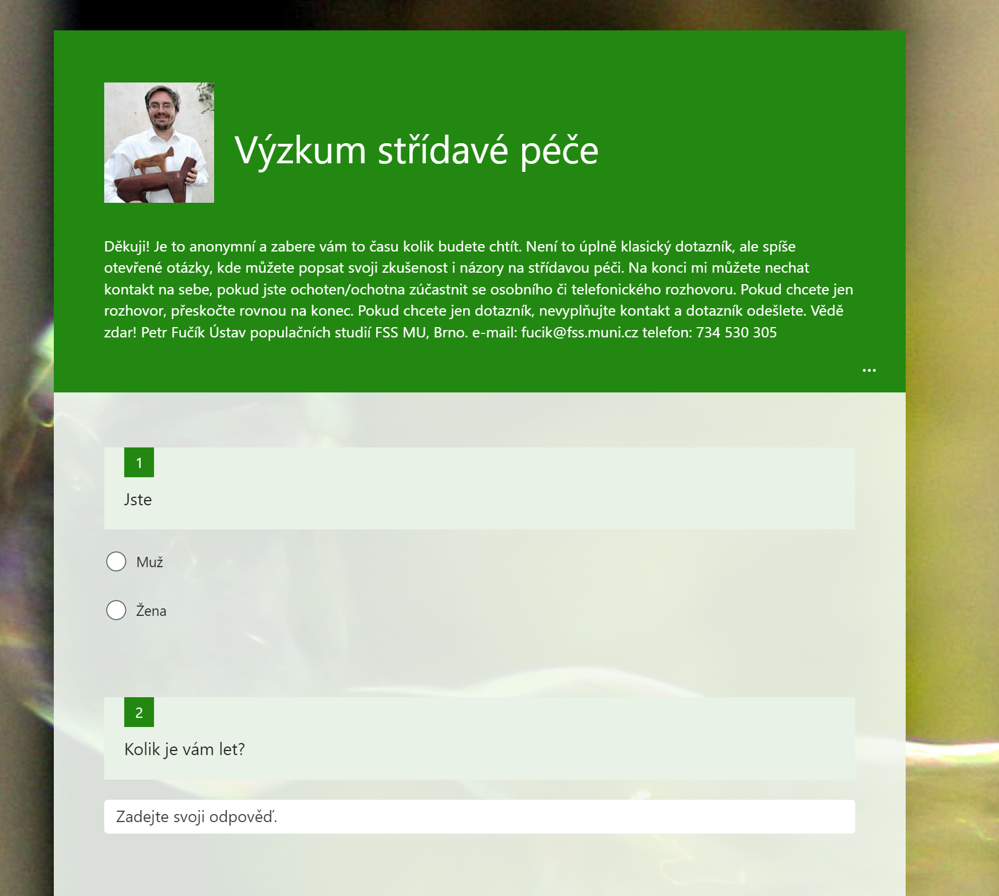 Výzkum střídavé péče
Děkuji! Je to anonymní a zabere vám to času kolik budete chtít. Není to úplně klasický dotazník, ale spíše
otevřené otázky, kde můžete popsat svoji zkušenost i názory na střídavou péči. Na konci mi můžete nechat
kontakt na sebe, pokud jste ochoten/ochotna zúčastnit se osobního či telefonického rozhovoru. Pokud chcete jen
rozhovor, přeskočte rovnou na konec. Pokud chcete jen dotazník, nevyplňujte kontakt a dotazník odešlete. Vědě
zdar! Petr Fučík Ústav populačních studií FSS MU, Brno. e-mail: fucik@fss.muni.cz telefon: 734 530 305
...
1
Jste
Muž
Žena
2
Kolik je vám let?
Zadejte svoji odpověď.